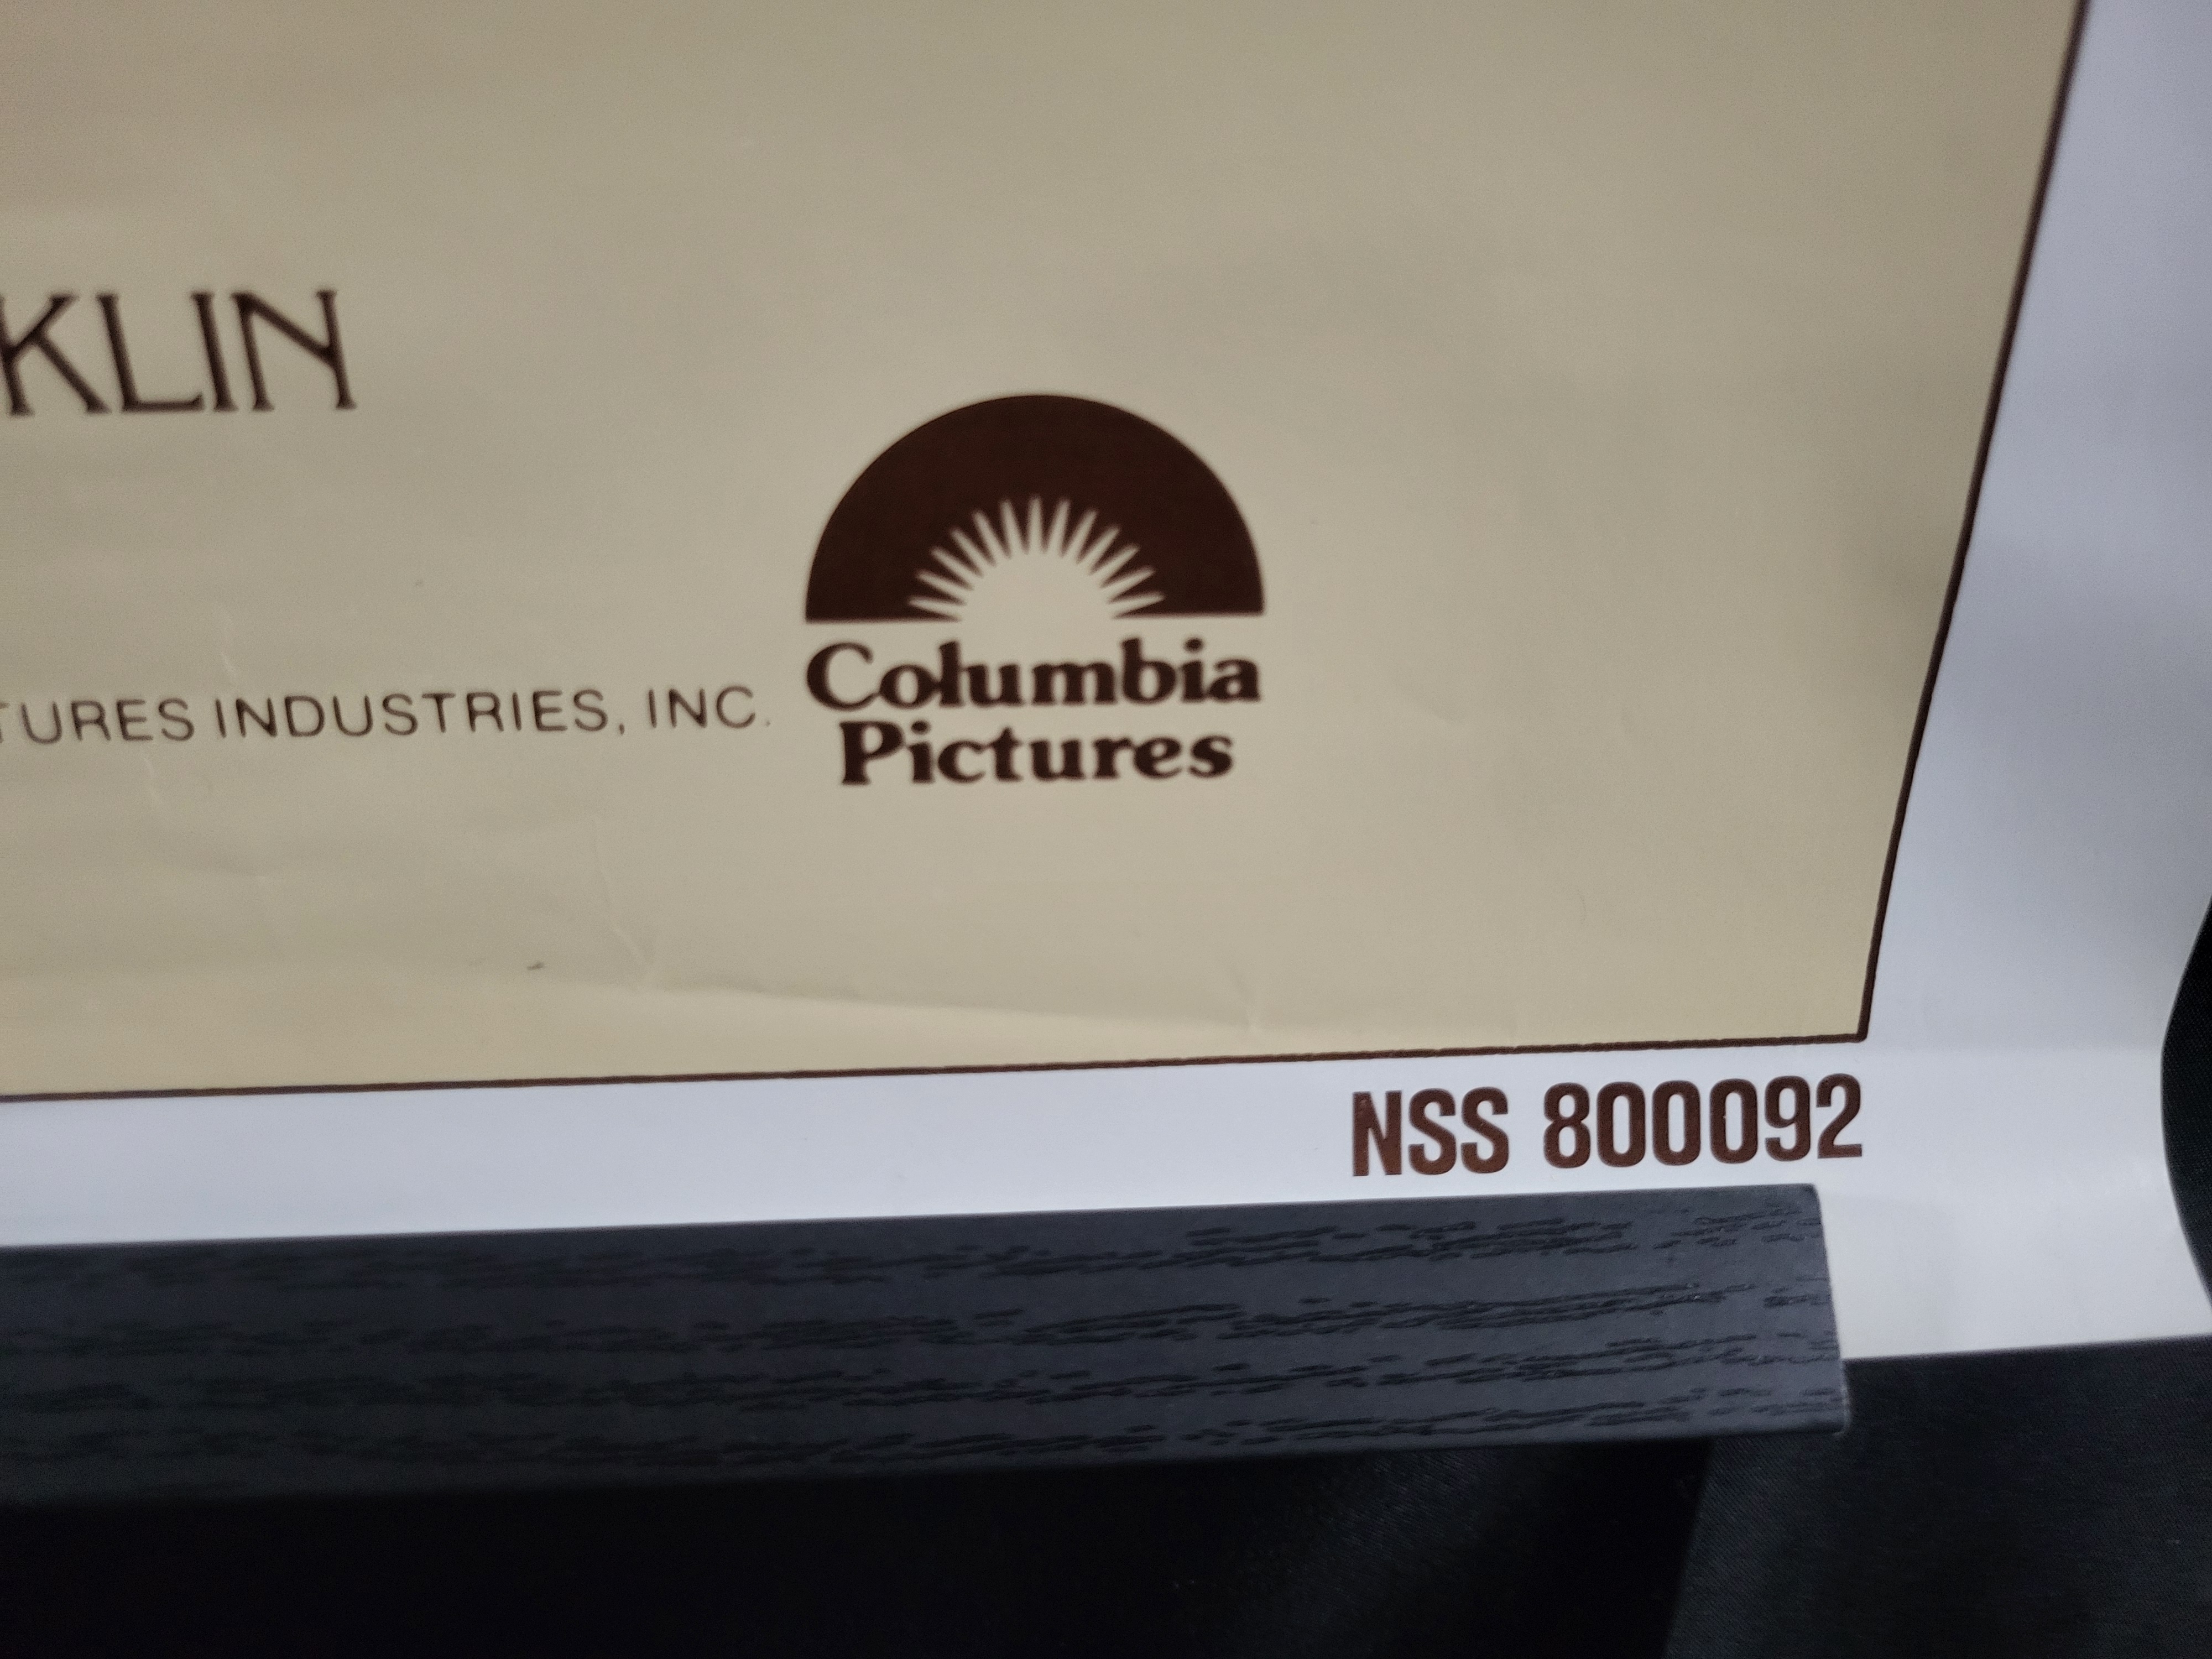 KLIN
TURES INDUSTRIES, INC.
Columbia
Pictures
NSS 800092